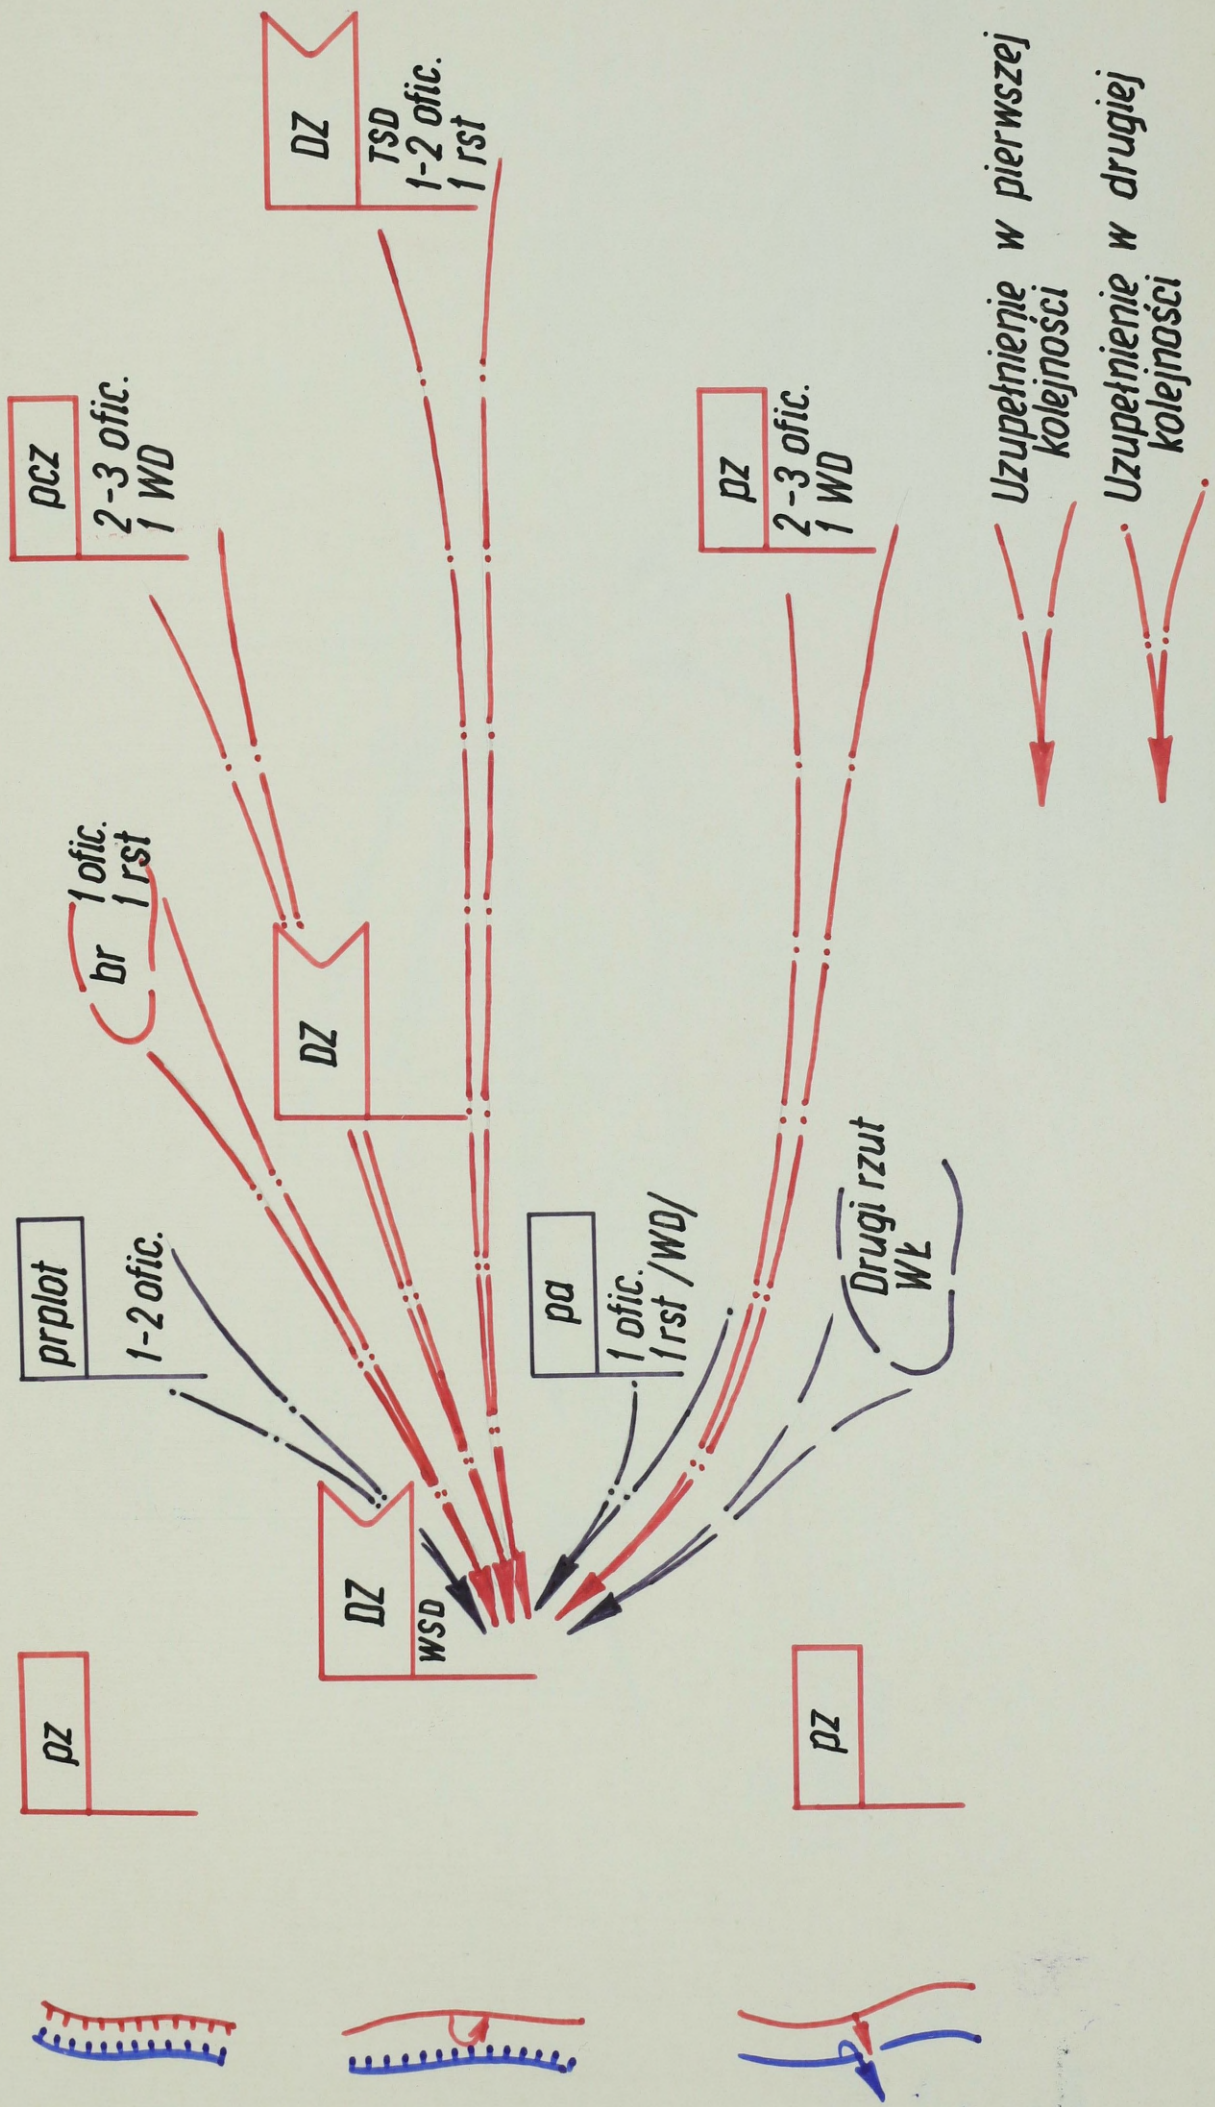 pz
prplot
1-2 ofic.
br
1 ofic.
1 rst
pcz
2-3 ofic.
1 WD
DZ
WSD
DZ
DZ
TSD
1-2 ofic.
1 rst
pa
1 ofic.
1 rst /WD/
pz
2-3 ofic.
1 WD
pz
Drugi rzut
WŁ
Uzupełnienie w pierwszej
kolejności
Uzupełnienie w drugiej
kolejności